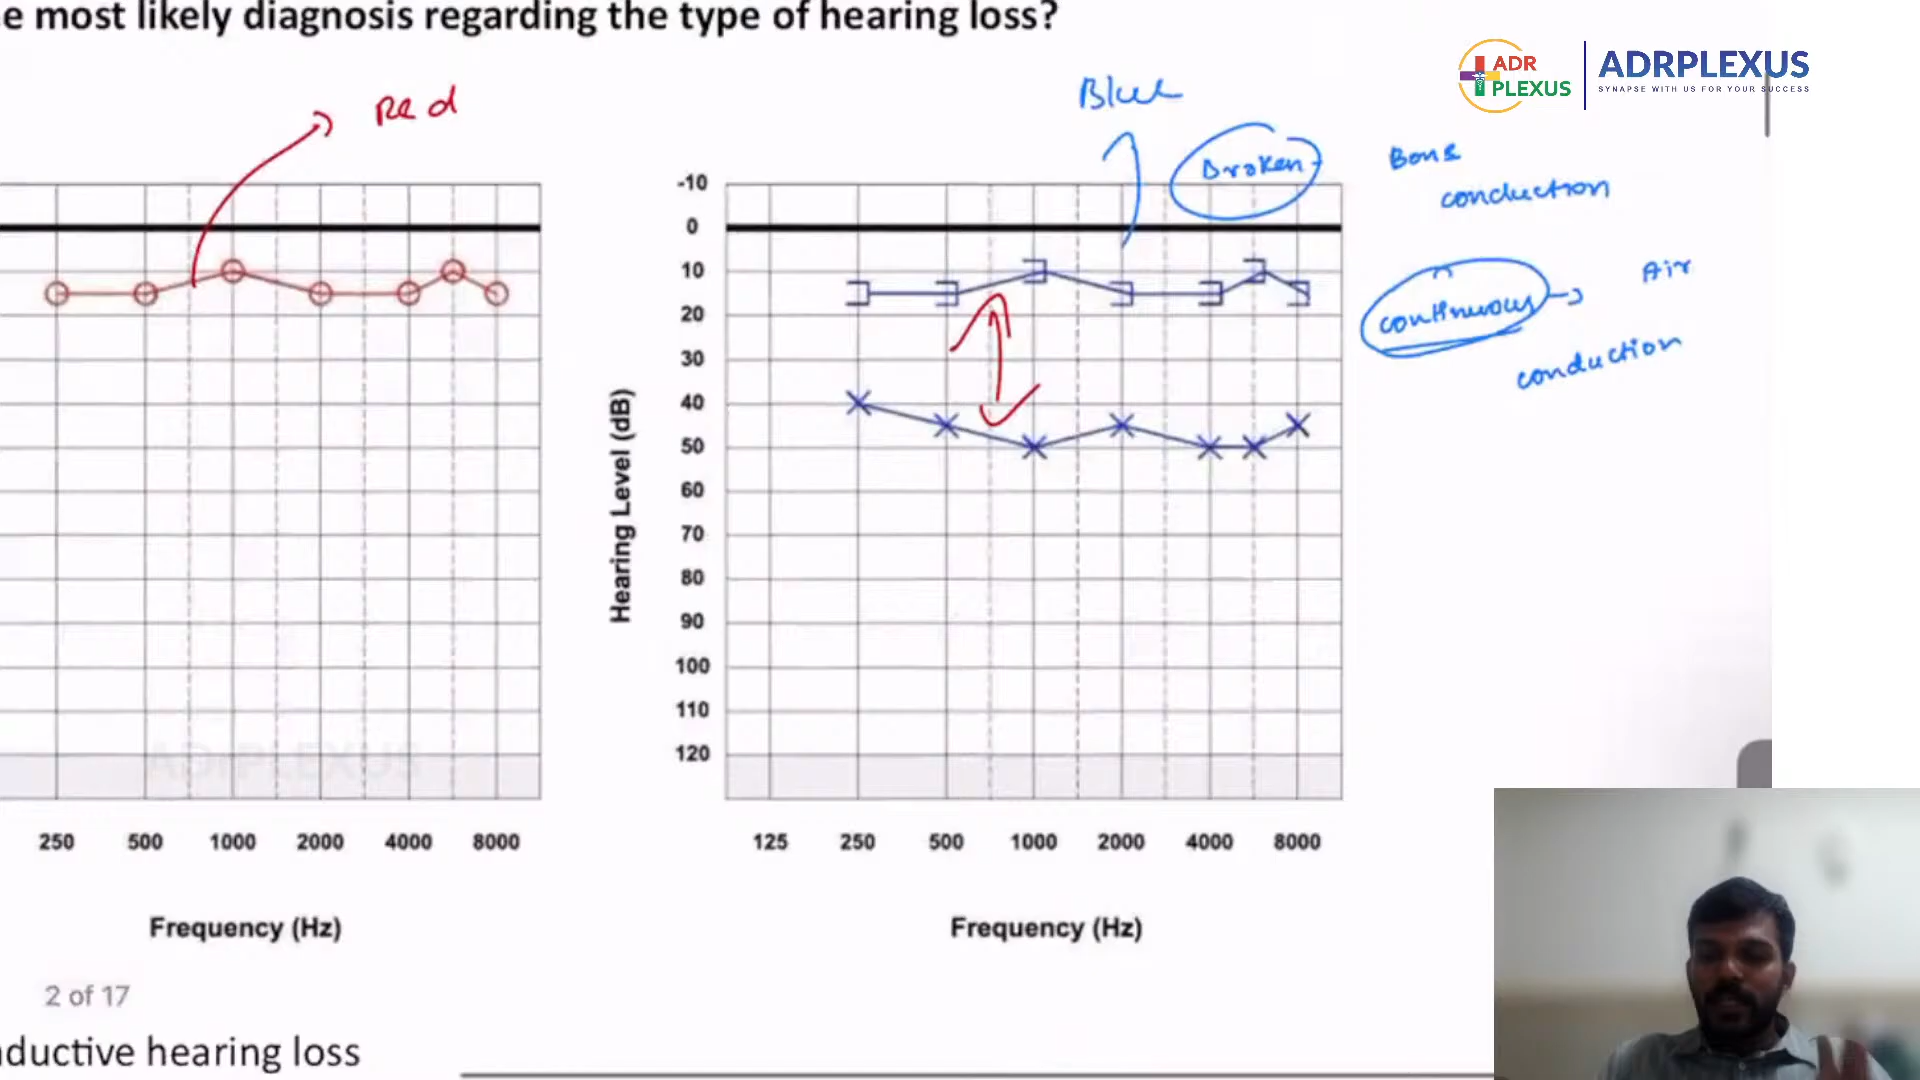 e most likely diagnosis regarding the type of hearing loss?
ADR
PLEXUS
ADRPLEXUS
SYNAPSE WITH US FOR YOUR SUCCESS
Red
Blue
Broken
Bone
conduction
continuous
Air
conduction
Hearing Level (dB)
-10
0
10
20
30
40
50
60
70
80
90
100
110
120
250 500 1000 2000 4000 8000
125 250 500 1000 2000 4000 8000
Frequency (Hz)
Frequency (Hz)
ADrPLEXUS
2 of 17
ductive hearing loss